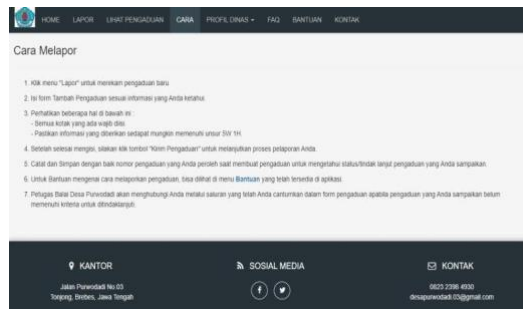 HOME LAPOR LIHAT PENGADUAN CARA PROFIL DINAS FAQ BANTUAN KONTAK
Cara Melapor
1. Klik menu "Lapor" untuk merekam pengaduan baru.
2. Isi form Tambah Pengaduan sesuai informasi yang Anda ketahui.
3. Perhatikan beberapa hal di bawah ini :
- Semua kotak yang ada wajib diisi.
- Pastikan informasi yang diberikan sedapat mungkin memenuhi unsur 5W 1H.
4. Setelah selesai mengisi, silakan klik tombol "Kirim Pengaduan" untuk melanjutkan proses pelaporan Anda.
5. Catat dan Simpan dengan baik nomor pengaduan yang Anda peroleh saat membuat pengaduan untuk mengetahui status/tindak lanjut pengaduan yang Anda sampaikan.
6. Untuk Bantuan mengenai cara melaporkan pengaduan, bisa dilihat di menu Bantuan yang telah tersedia di aplikasi.
7. Petugas Balai Desa Purwodadi akan menghubungi Anda melalui saluran yang telah Anda cantumkan dalam form pengaduan apabila pengaduan yang Anda sampaikan belum
memenuhi kriteria untuk ditindaklanjuti.
KANTOR
Jalan Purwodadi No.03
Tonjong, Brebes, Jawa Tengah
SOSIAL MEDIA
KONTAK
0823 2396 4930
desapurwodadi.03@gmail.com